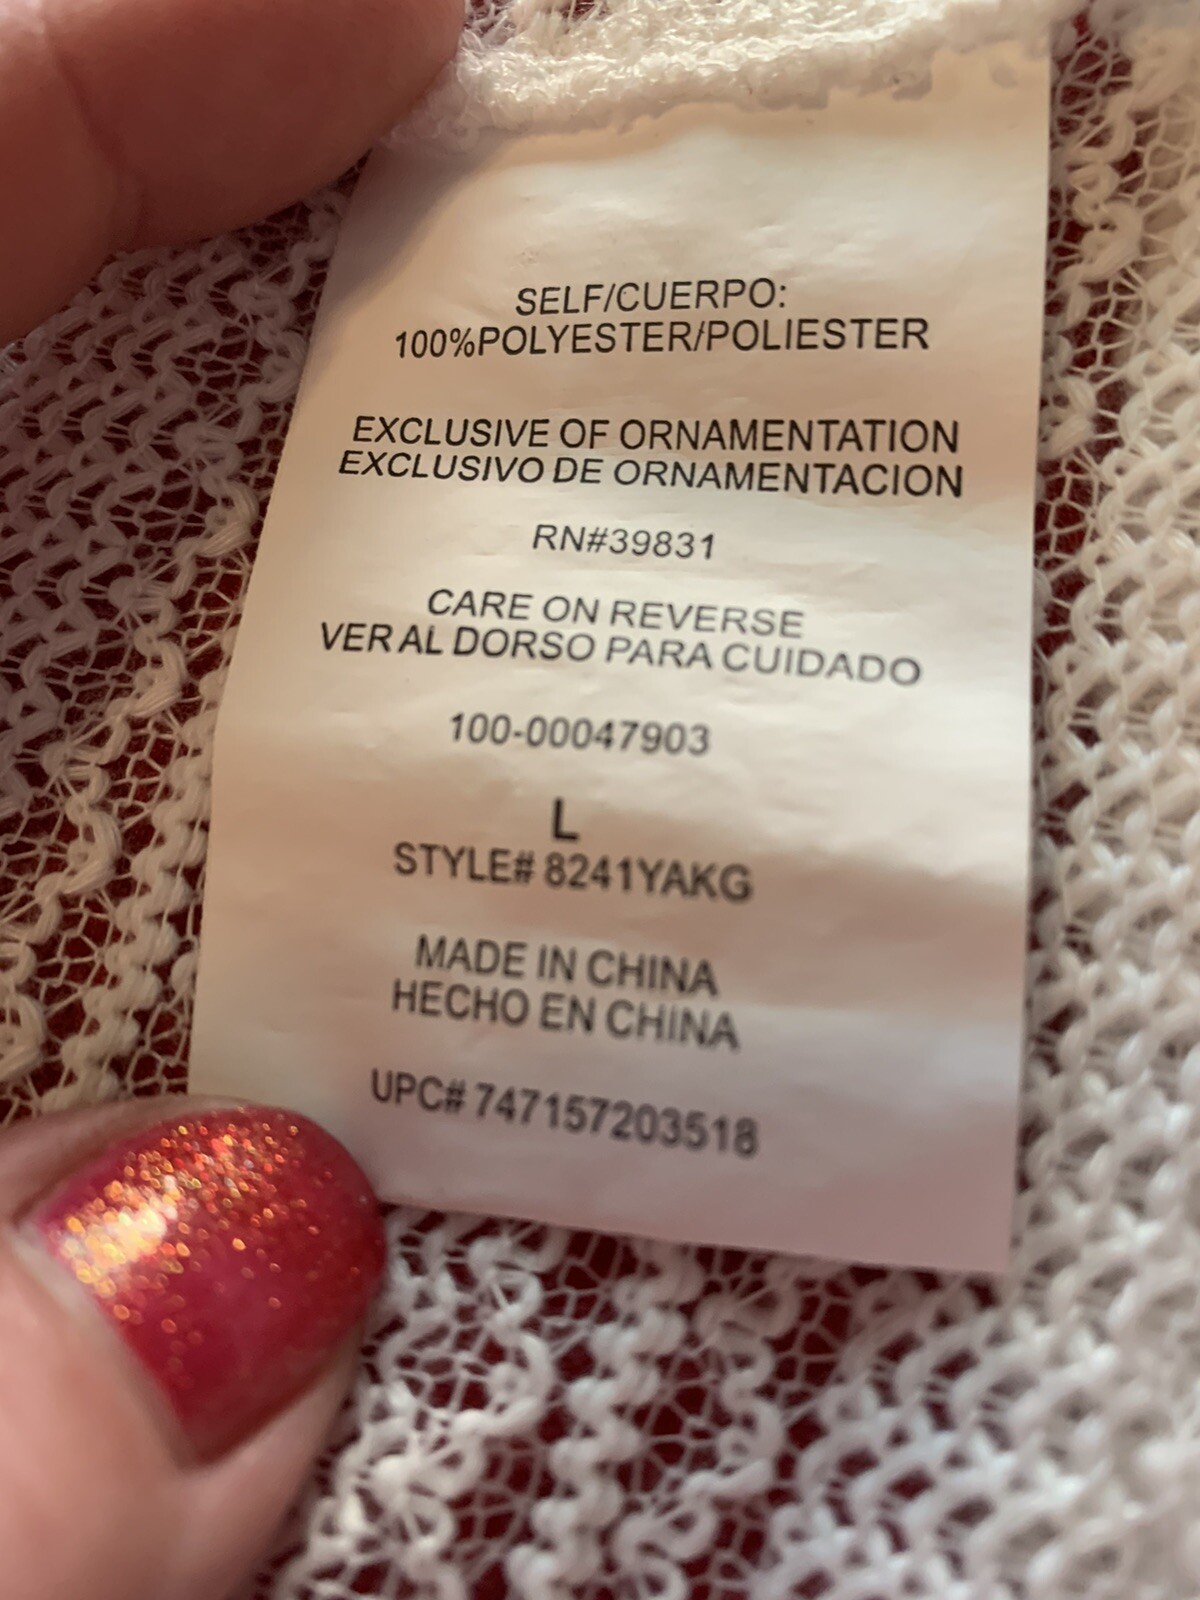 SELF/CUERPO:
100%POLYESTER/POLIESTER
EXCLUSIVE OF ORNAMENTATION
EXCLUSIVO DE ORNAMENTACION
RN#39831
CARE ON REVERSE
VER AL DORSO PARA CUIDADO
100-00047903
L
STYLE# 8241YAKG
MADE IN CHINA
HECHO EN CHINA
UPC# 747157203518